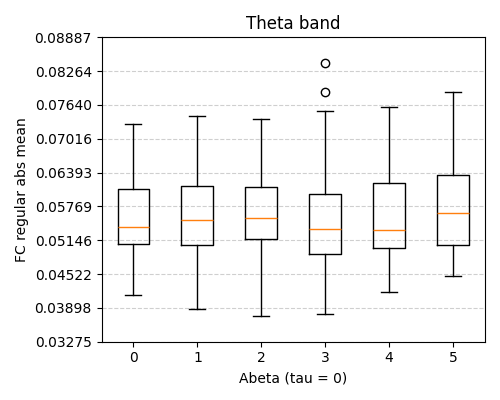 Theta band
FC regular abs mean
0.08887
0.08264
0.07640
0.07016
0.06393
0.05769
0.05146
0.04522
0.03898
0.03275
0 1 2 3 4 5
Abeta (tau = 0)